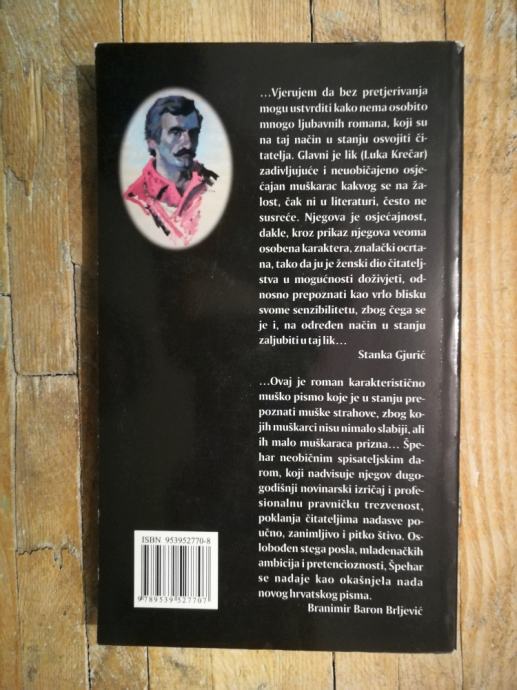 ...Vjerujem da bez pretjerivanja
mogu ustvrditi kako nema osobito
mnogo ljubavnih romana, koji su
na taj način u stanju osvojiti či-
tatelja. Glavni je lik (Luka Krečar)
zadivljujuće i neuobičajeno osje-
ćajan muškarac kakvog se na ža-
lost, čak ni u literaturi, često ne
susreće. Njegova je osjećajnost,
dakle, kroz prikaz njegova veoma
osobena karaktera, znalački ocrta-
na, tako da ju je ženski dio čitatelj-
stva u mogućnosti doživjeti, od-
nosno prepoznati kao vrlo blisku
svome senzibilitetu, zbog čega se
je i, na određen način u stanju
zaljubiti u taj lik...
Stanka Gjurić
...Ovaj je roman karakteristično
muško pismo koje je u stanju pre-
poznati muške strahove, zbog ko-
jih muškarci nisu nimalo slabiji, ali
ih malo muškaraca prizna... Špe-
har neobičnim spisateljskim da-
rom, koji nadvisuje njegov dugo-
godišnji novinarski izričaj i profe-
sionalnu pravničku trezvenost,
poklanja čitateljima nadasve po-
učno, zanimljivo i pitko štivo. Os-
lobođen stega posla, mladenačkih
ambicija i pretencioznosti, Špehar
se nadaje kao okašnjela nada
novog hrvatskog pisma.
Branimir Baron Brljević
ISBN 953952770-8
9789539527707